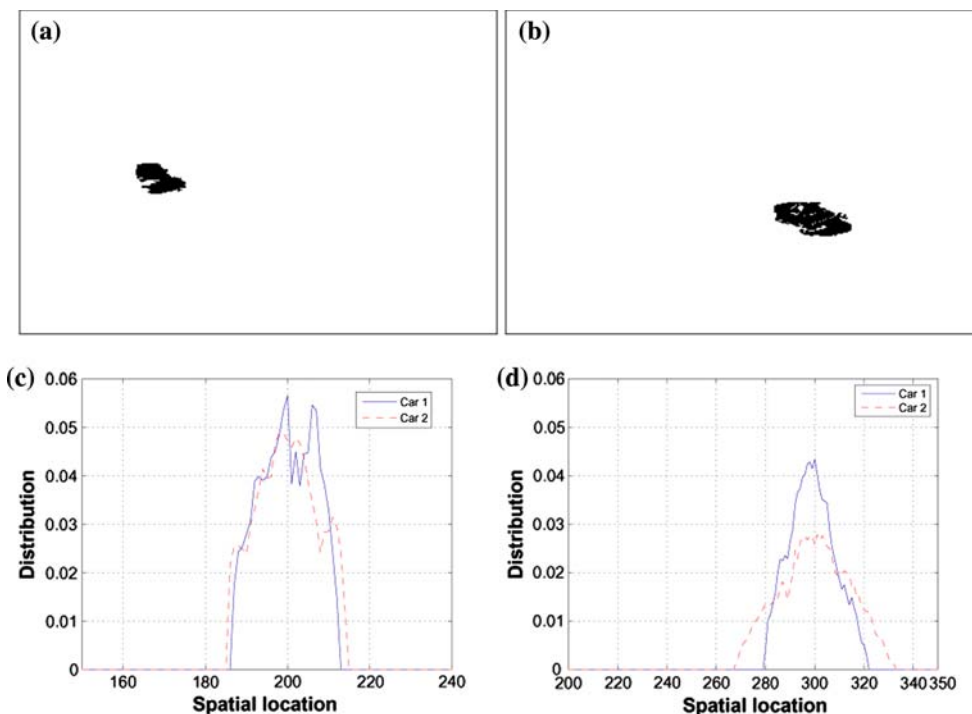 (a)
(b)
(c)
0.06
0.05
0.04
0.03
0.02
0.01
0
Distribution
160 180 200 220 240
Spatial location
Car 1
Car 2
(d)
0.06
0.05
0.04
0.03
0.02
0.01
0
Distribution
200 220 240 260 280 300 320 340 350
Spatial location
Car 1
Car 2